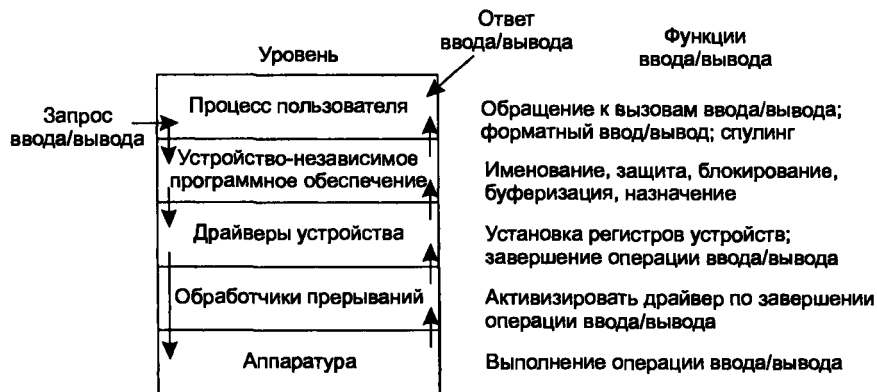 Ответ
ввода/вывода
Функции
ввода/вывода
Уровень
Запрос
ввода/вывода
Процесс пользователя
Обращение к вызовам ввода/вывода;
форматный ввод/вывод; спулинг
Устройство-независимое
программное обеспечение
Именование, защита, блокирование,
буферизация, назначение
Драйверы устройства
Установка регистров устройств;
завершение операции ввода/вывода
Обработчики прерываний
Активизировать драйвер по завершении
операции ввода/вывода
Аппаратура
Выполнение операции ввода/вывода